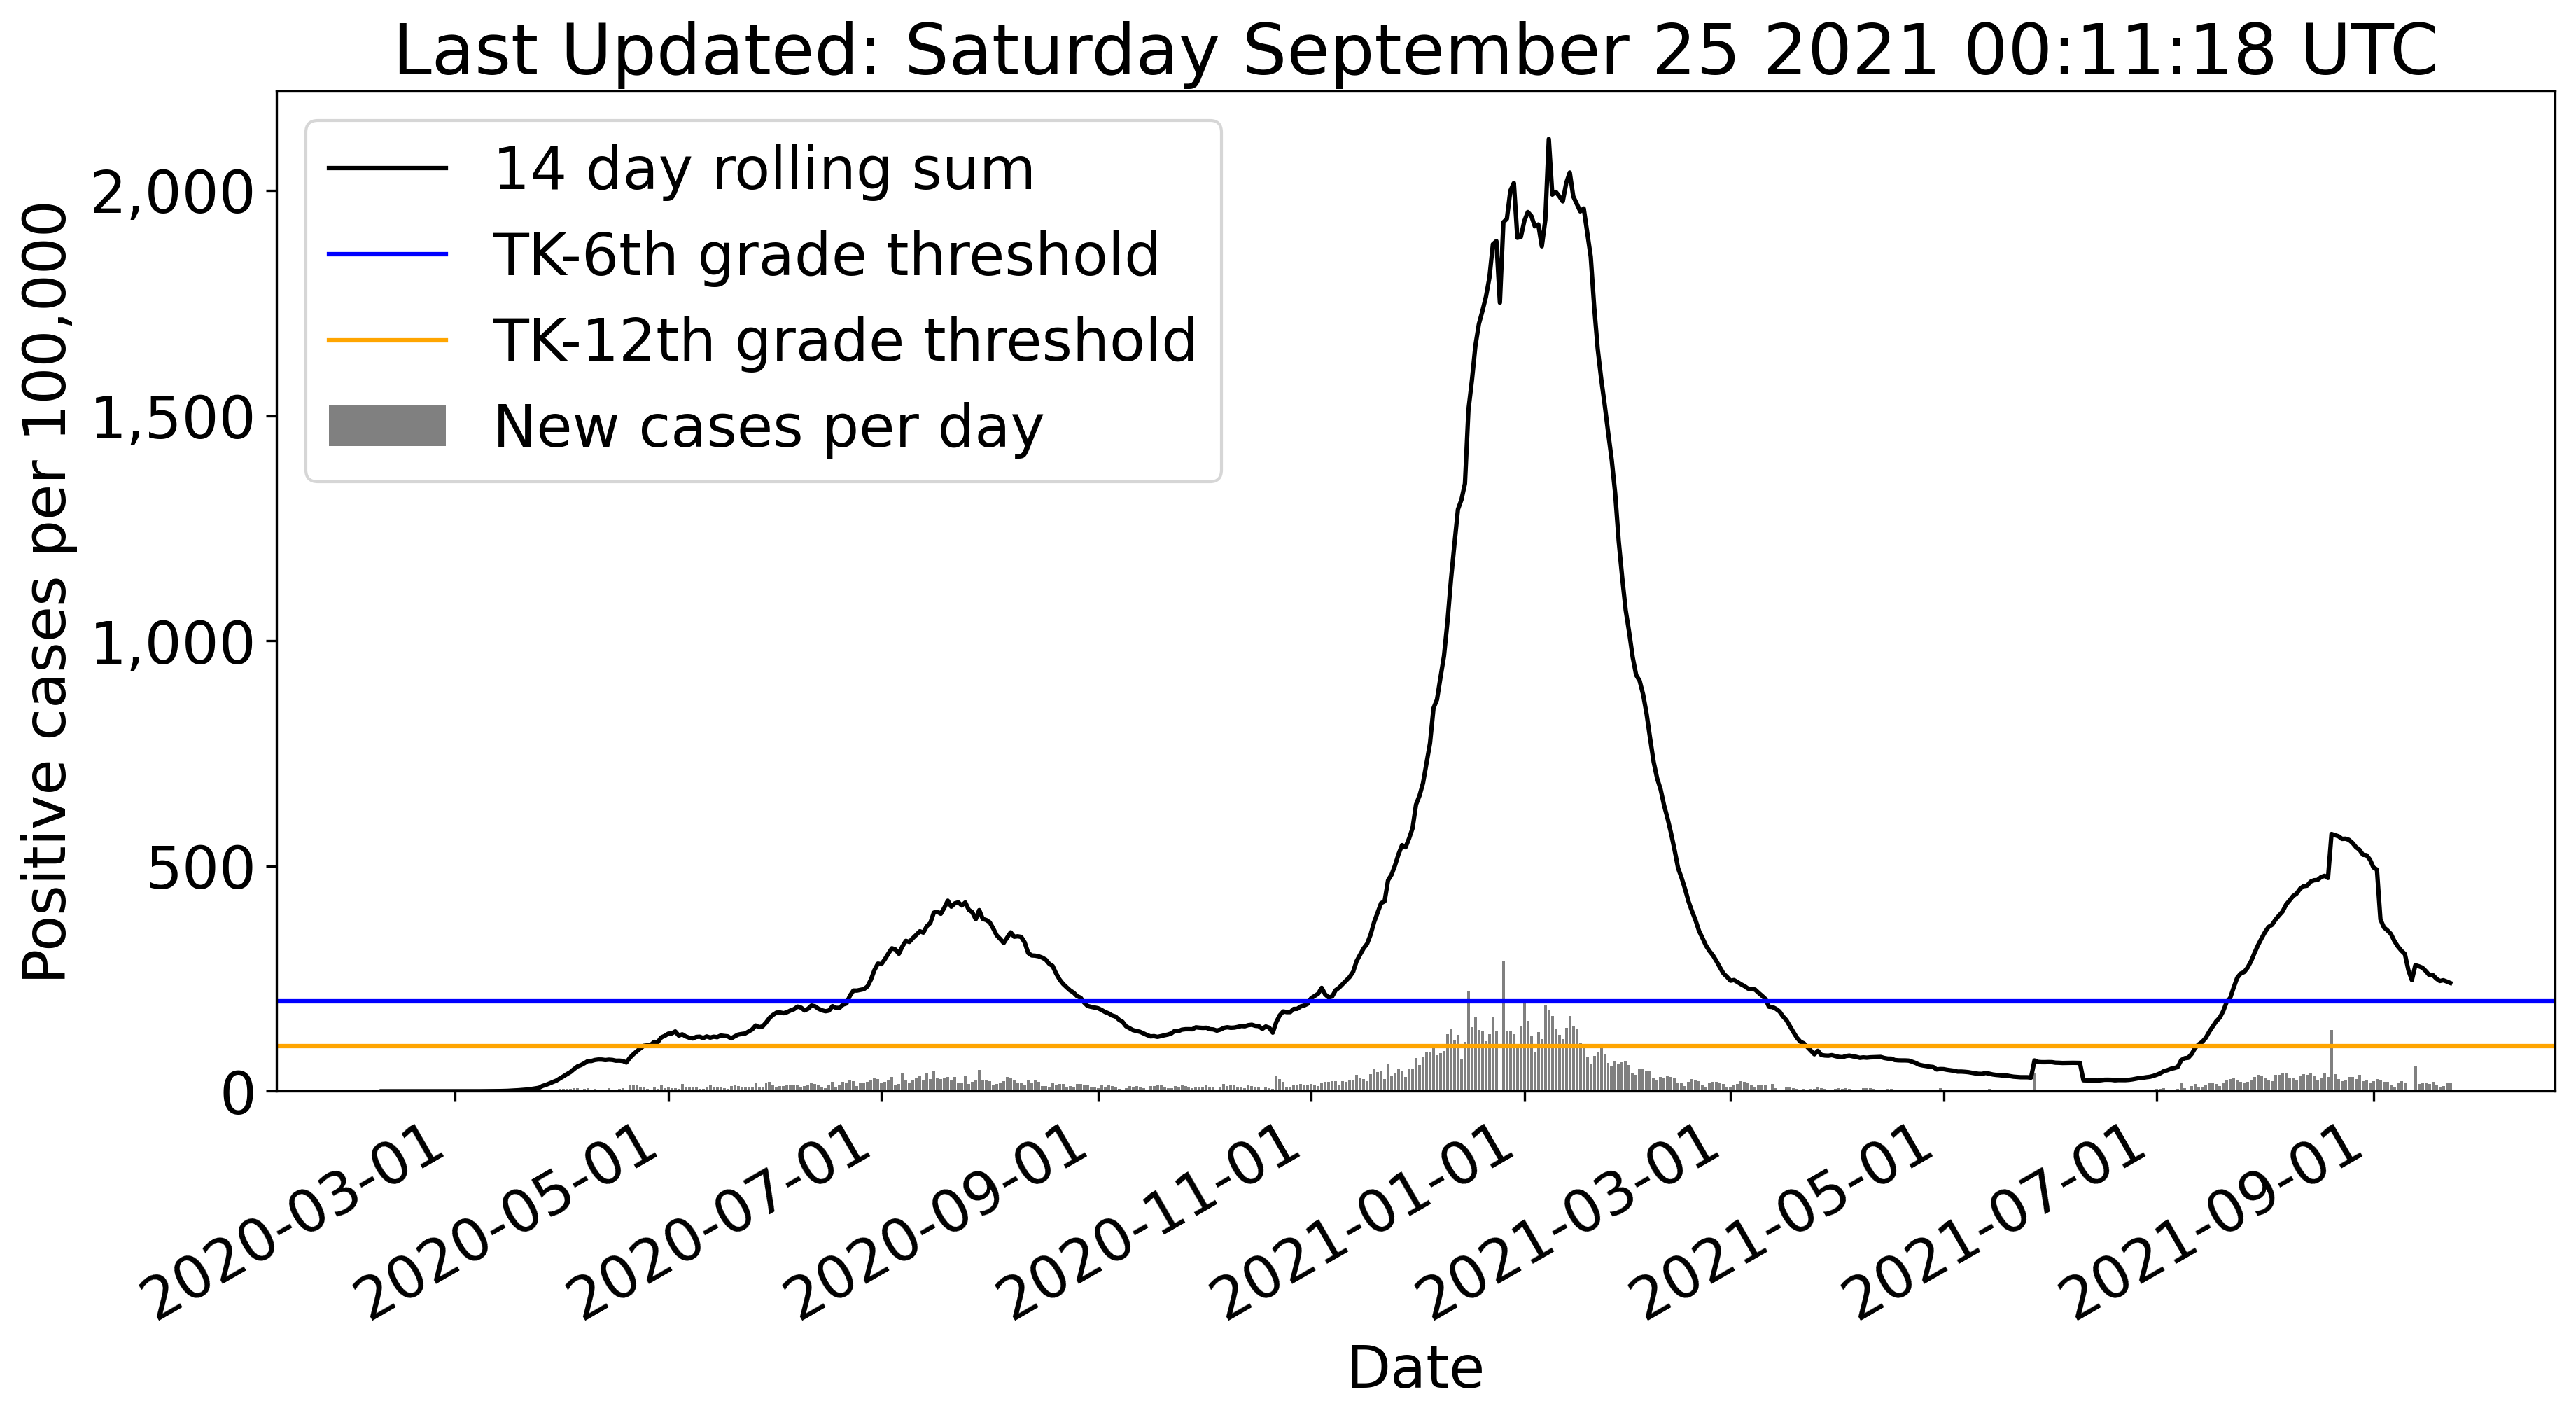 Last Updated: Saturday September 25 2021 00:11:18 UTC
14 day rolling sum
TK-6th grade threshold
TK-12th grade threshold
New cases per day
Positive cases per 100,000
2,000
1,500
1,000
500
0
2020-03-01
2020-05-01
2020-07-01
2020-09-01
2020-11-01
2021-01-01
2021-03-01
2021-05-01
2021-07-01
2021-09-01
Date